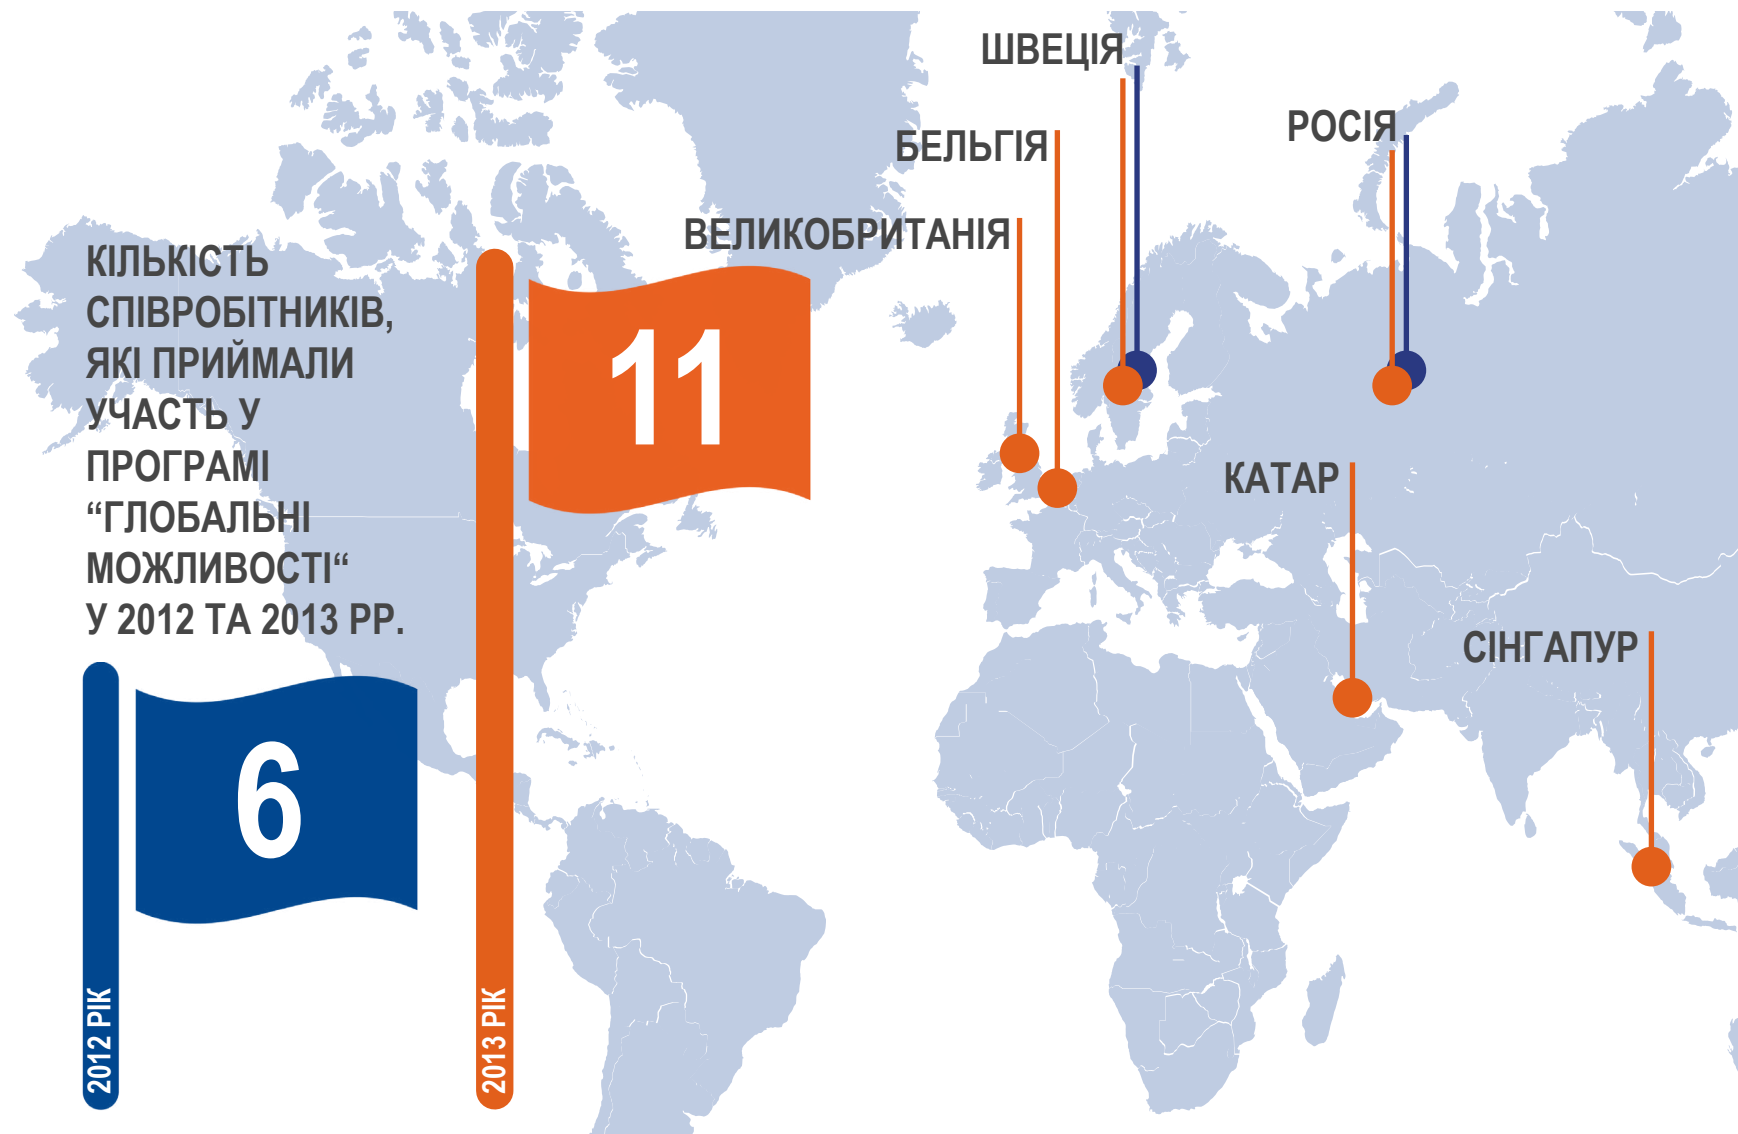 ШВЕЦІЯ
РОСІЯ
БЕЛЬГІЯ
ВЕЛИКОБРИТАНІЯ
КІЛЬКІСТЬ
СПІВРОБІТНИКІВ,
ЯКІ ПРИЙМАЛИ
УЧАСТЬ У
ПРОГРАМІ
“ГЛОБАЛЬНІ
МОЖЛИВОСТІ“
У 2012 ТА 2013 РР.
11
КАТАР
СІНГАПУР
6
2012 РІК
2013 РІК